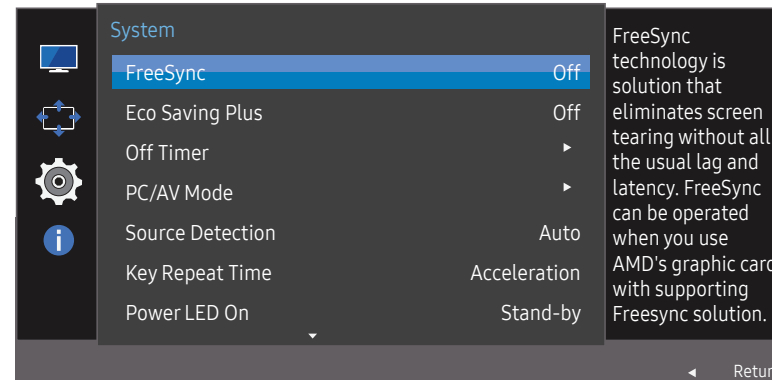 System
FreeSync Off
Eco Saving Plus Off
Off Timer
PC/AV Mode
Source Detection Auto
Key Repeat Time Acceleration
Power LED On Stand-by
FreeSync
technology is
solution that
eliminates screen
tearing without all
the usual lag and
latency. FreeSync
can be operated
when you use
AMD's graphic card
with supporting
Freesync solution.
Retur